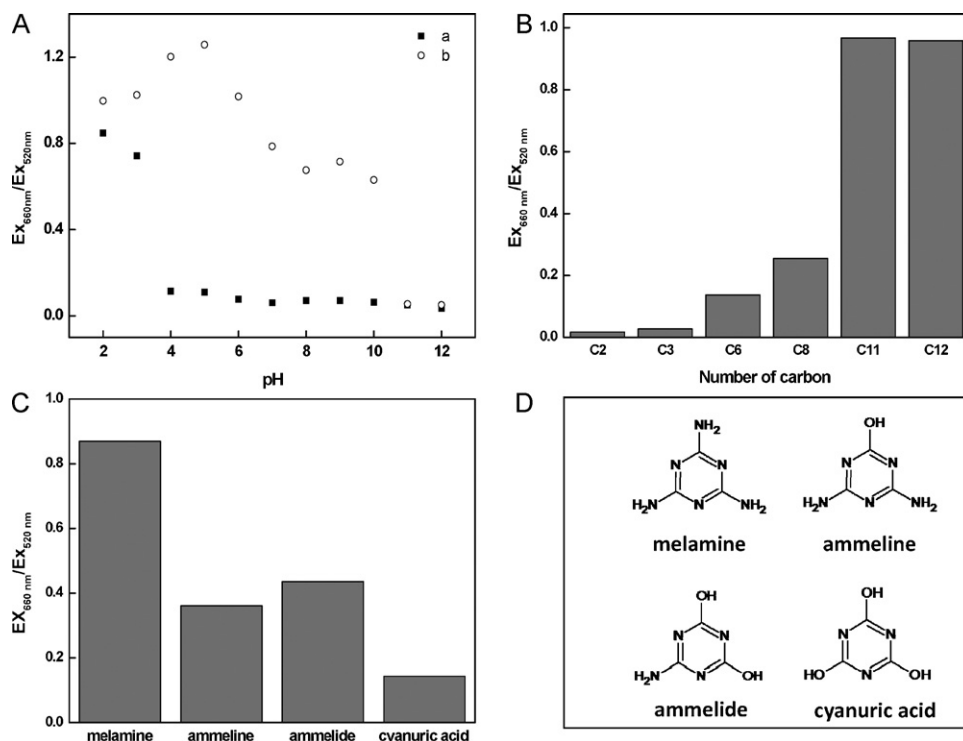 A
a
b
1.2
0.8
0.4
0.0
Ex660nm/Ex520nm
2 4 6 8 10 12
pH
B
1.0
0.8
0.6
0.4
0.2
0.0
Ex660 nm/Ex520 nm
C2 C3 C6 C8 C11 C12
Number of carbon
C
1.0
0.8
0.6
0.4
0.2
0.0
EX660 nm/Ex520 nm
melamine ammeline ammelide cyanuric acid
D
NH2
N N
H2N N NH2
melamine
OH
N N
H2N N NH2
ammeline
OH
N N
H2N N OH
ammelide
OH
N N
HO N OH
cyanuric acid